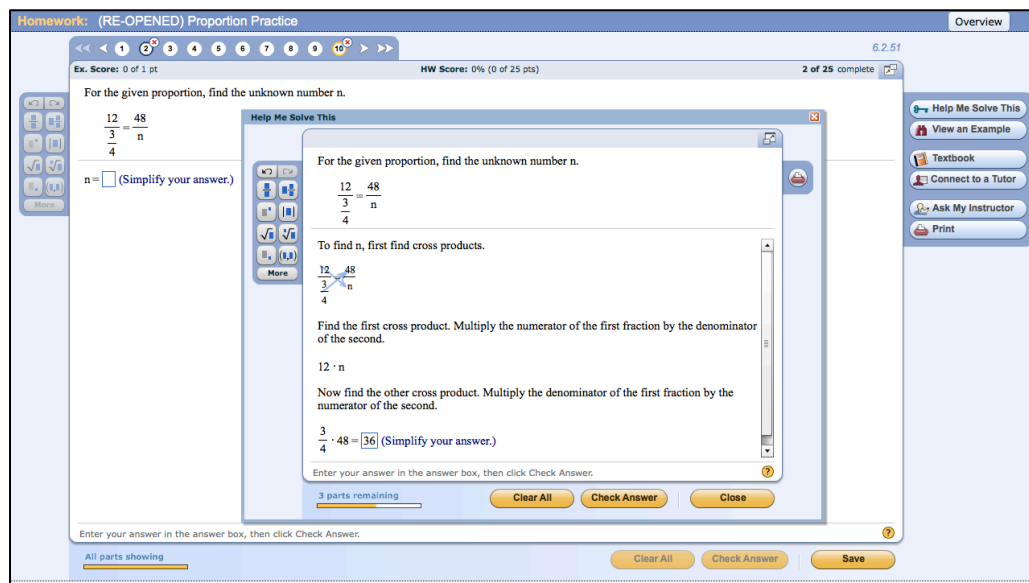 Homework: (RE-OPENED) Proportion Practice
Overview
<< < 1 2 3 4 5 6 7 8 9 10 > >>
6.2.51
Ex. Score: 0 of 1 pt
HW Score: 0% (0 of 25 pts)
2 of 25 complete
For the given proportion, find the unknown number n.
12/(3/4) = 48/n
n = (Simplify your answer.)
More
Help Me Solve This
For the given proportion, find the unknown number n.
12/(3/4) = 48/n
More
To find n, first find cross products.
12/(3/4) 48/n
Find the first cross product. Multiply the numerator of the first fraction by the denominator
of the second.
12 · n
Now find the other cross product. Multiply the denominator of the first fraction by the
numerator of the second.
3/4 · 48 = 36 (Simplify your answer.)
Enter your answer in the answer box, then click Check Answer.
?
3 parts remaining
Clear All
Check Answer
Close
Help Me Solve This
View an Example
Textbook
Connect to a Tutor
Ask My Instructor
Print
Enter your answer in the answer box, then click Check Answer.
?
All parts showing
Clear All
Check Answer
Save